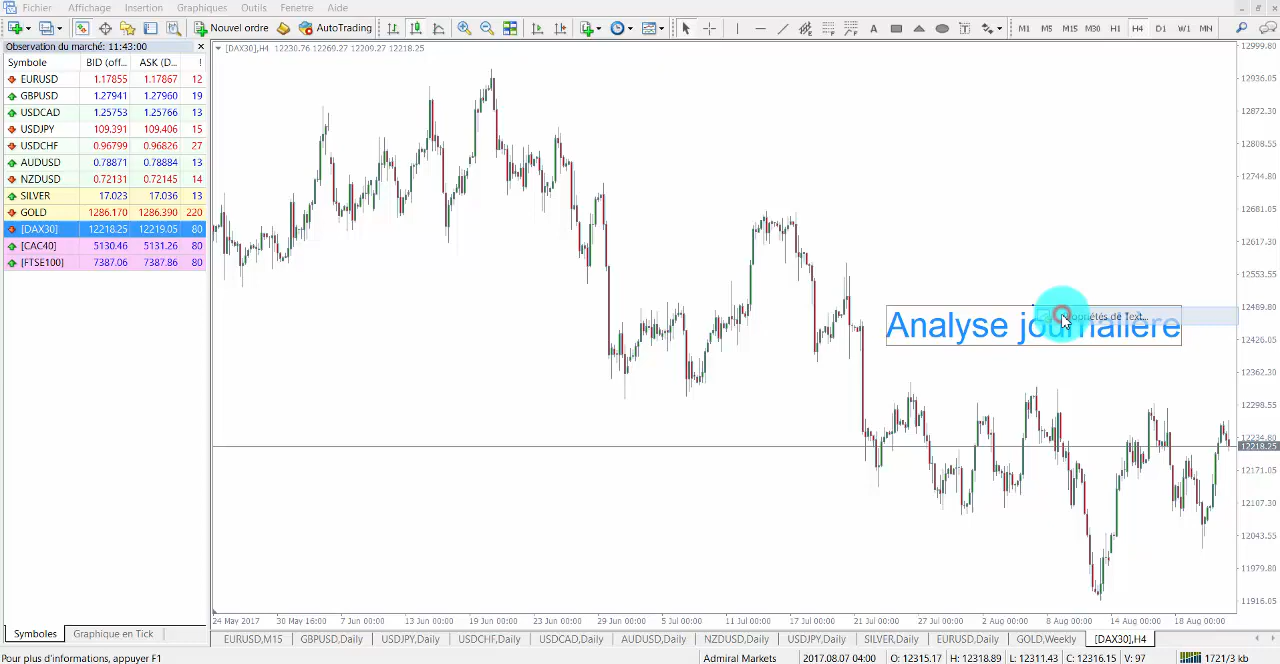 Fichier Affichage Insertion Graphiques Outils Fenetre Aide
Nouvel ordre AutoTrading A T M1 M5 M15 M30 H1 H4 D1 W1 MN
Observation du marché: 11:43:00
Symbole BID (off... ASK (D... !
EURUSD 1.17855 1.17867 12
GBPUSD 1.27941 1.27960 19
USDCAD 1.25753 1.25766 13
USDJPY 109.391 109.406 15
USDCHF 0.96799 0.96826 27
AUDUSD 0.78871 0.78884 13
NZDUSD 0.72131 0.72145 14
SILVER 17.023 17.036 13
GOLD 1286.170 1286.390 220
[DAX30] 12218.25 12219.05 80
[CAC40] 5130.46 5131.26 80
[FTSE100] 7387.06 7387.86 80
Symboles Graphique en Tick
[DAX30],H4 12230.76 12269.27 12209.27 12218.25
Propriétés de Text...
Analyse journalière
12999.80
12936.05
12872.30
12808.55
12744.80
12681.05
12617.30
12553.55
12489.80
12426.05
12362.30
12298.55
12234.80
12218.25
12171.05
12107.30
12043.55
11979.80
11916.05
24 May 2017 30 May 16:00 7 Jun 00:00 13 Jun 00:00 19 Jun 00:00 23 Jun 00:00 29 Jun 00:00 5 Jul 00:00 11 Jul 00:00 17 Jul 00:00 21 Jul 00:00 27 Jul 00:00 2 Aug 00:00 8 Aug 00:00 14 Aug 00:00 18 Aug 00:00
EURUSD,M15 GBPUSD,Daily USDJPY,Daily USDCHF,Daily USDCAD,Daily AUDUSD,Daily NZDUSD,Daily USDJPY,Daily SILVER,Daily EURUSD,Daily GOLD,Weekly [DAX30],H4
Pour plus d'informations, appuyer F1 Admiral Markets 2017.08.07 04:00 O: 12315.17 H: 12318.89 L: 12311.43 C: 12316.15 V: 97 1721/3 kb